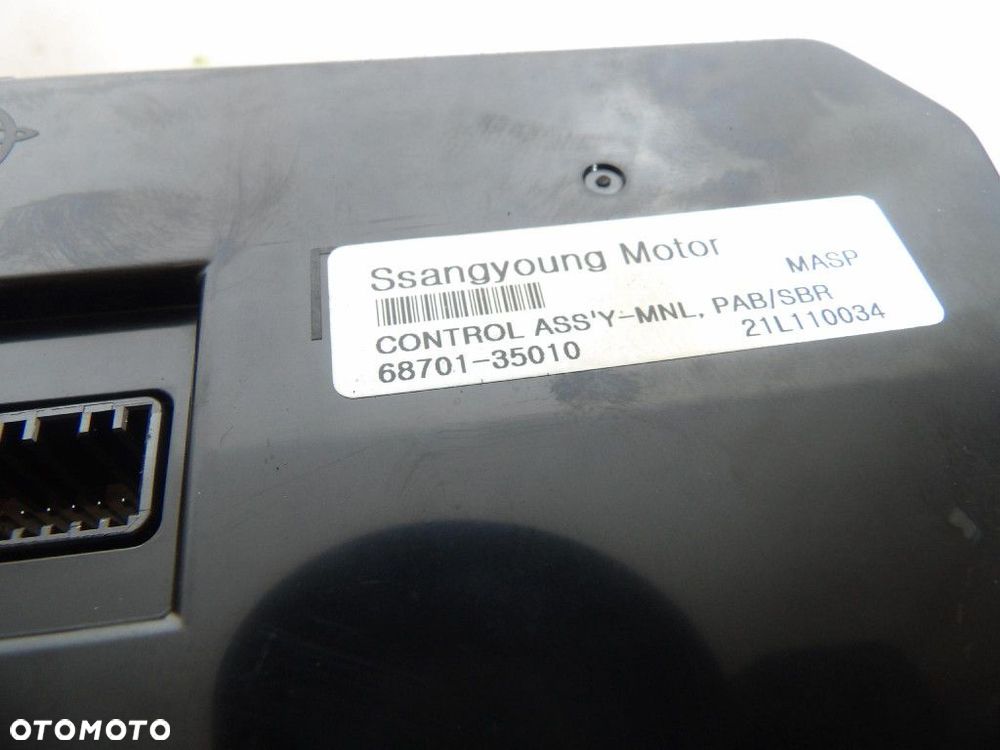 Ssangyoung Motor
MASP
CONTROL ASS'Y-MNL, PAB/SBR
68701-35010
21L110034
OTOMOTO